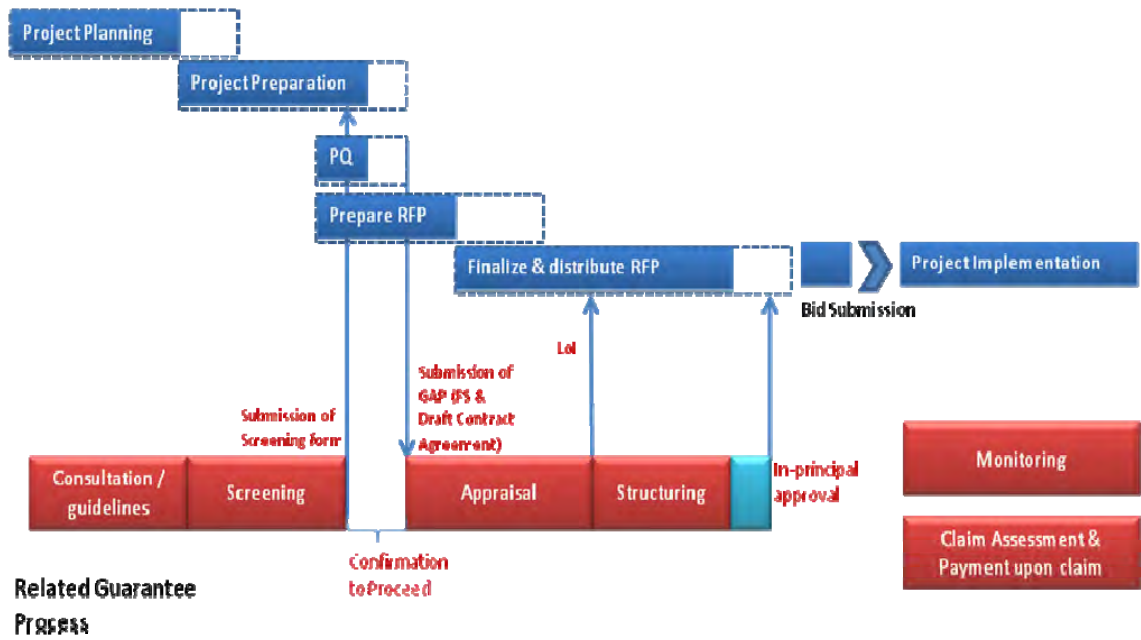 Project Planning
Project Preparation
PQ
Prepare RFP
Finalize & distribute RFP
Project Implementation
Bid Submission
LoI
Submission of
GAP (FS &
Draft Contract
Agreement)
Submission of
Screening form
Consultation /
guidelines
Screening
Appraisal
Structuring
In-principal
approval
Monitoring
Claim Assessment &
Payment upon claim
Confirmation
to Proceed
Related Guarantee
Process